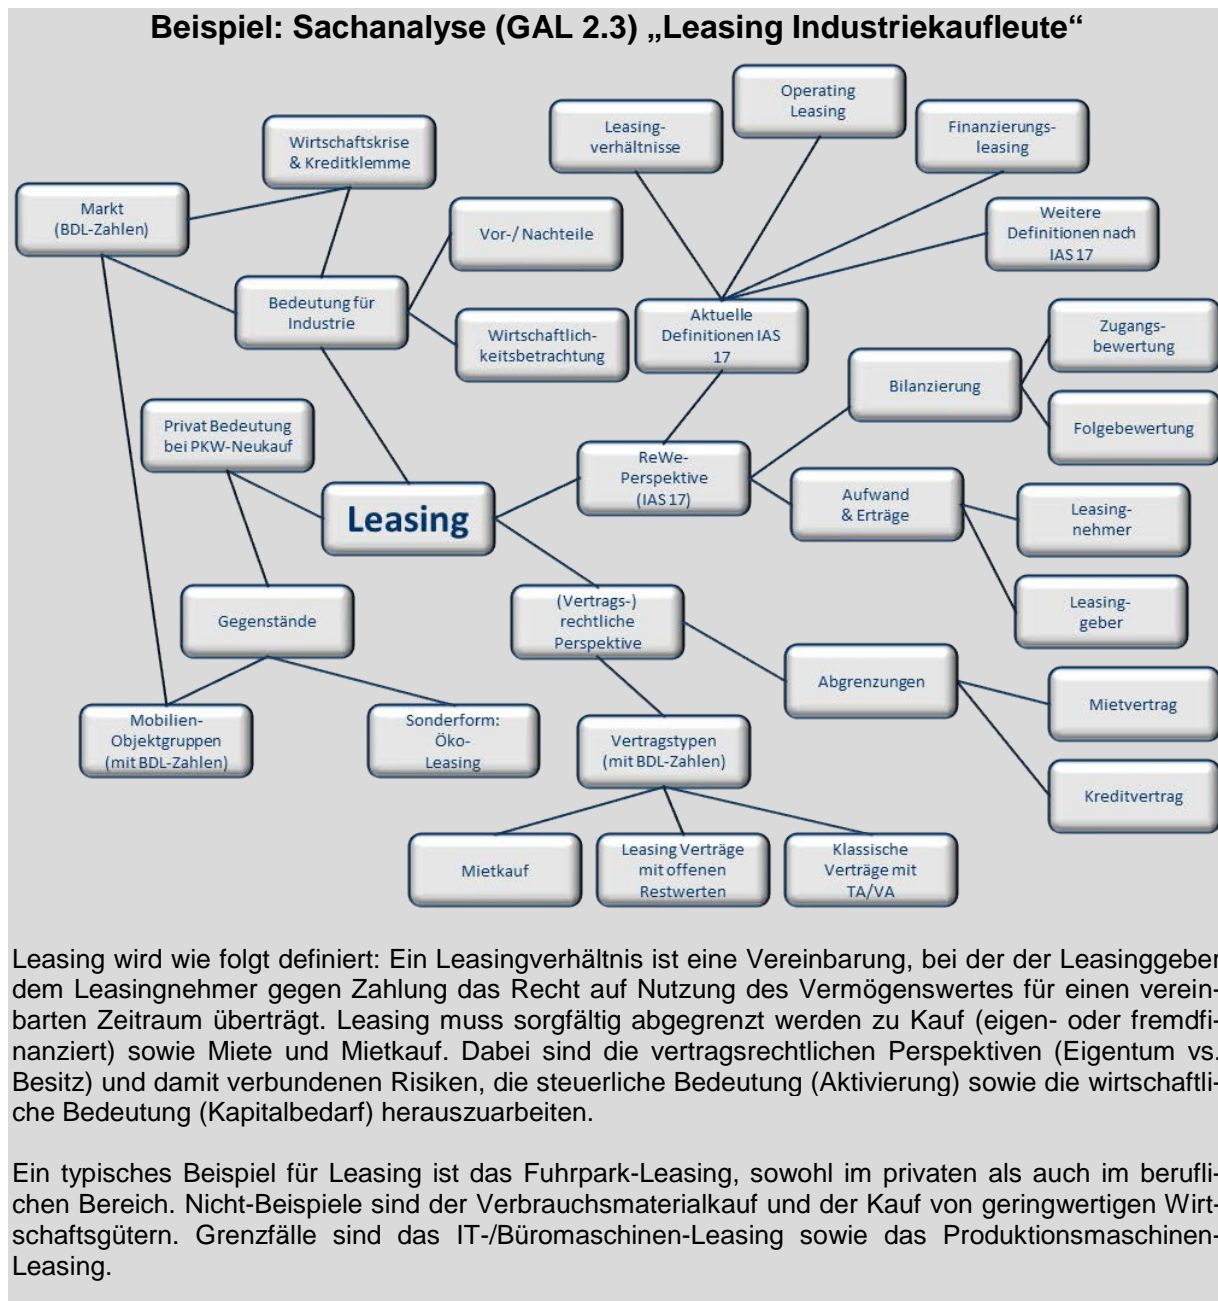 Beispiel: Sachanalyse (GAL 2.3) „Leasing Industriekaufleute“
Operating
Leasing
Leasing-
verhältnisse
Finanzierungs-
leasing
Wirtschaftskrise
& Kreditklemme
Markt
(BDL-Zahlen)
Vor-/ Nachteile
Weitere
Definitionen nach
IAS 17
Bedeutung für
Industrie
Wirtschaftlich-
keitsbetrachtung
Aktuelle
Definitionen IAS
17
Zugangs-
bewertung
Bilanzierung
Folgebewertung
Privat Bedeutung
bei PKW-Neukauf
ReWe-
Perspektive
(IAS 17)
Leasing
Aufwand
& Erträge
Leasing-
nehmer
Leasing-
geber
Gegenstände
(Vertrags-)
rechtliche
Perspektive
Abgrenzungen
Mietvertrag
Mobilien-
Objektgruppen
(mit BDL-Zahlen)
Sonderform:
Öko-
Leasing
Vertragstypen
(mit BDL-Zahlen)
Kreditvertrag
Mietkauf
Leasing Verträge
mit offenen
Restwerten
Klassische
Verträge mit
TA/VA
Leasing wird wie folgt definiert: Ein Leasingverhältnis ist eine Vereinbarung, bei der der Leasinggeber
dem Leasingnehmer gegen Zahlung das Recht auf Nutzung des Vermögenswertes für einen verein-
barten Zeitraum überträgt. Leasing muss sorgfältig abgegrenzt werden zu Kauf (eigen- oder fremdfi-
nanziert) sowie Miete und Mietkauf. Dabei sind die vertragsrechtlichen Perspektiven (Eigentum vs.
Besitz) und damit verbundenen Risiken, die steuerliche Bedeutung (Aktivierung) sowie die wirtschaftli-
che Bedeutung (Kapitalbedarf) herauszuarbeiten.
Ein typisches Beispiel für Leasing ist das Fuhrpark-Leasing, sowohl im privaten als auch im berufli-
chen Bereich. Nicht-Beispiele sind der Verbrauchsmaterialkauf und der Kauf von geringwertigen Wirt-
schaftsgütern. Grenzfälle sind das IT-/Büromaschinen-Leasing sowie das Produktionsmaschinen-
Leasing.